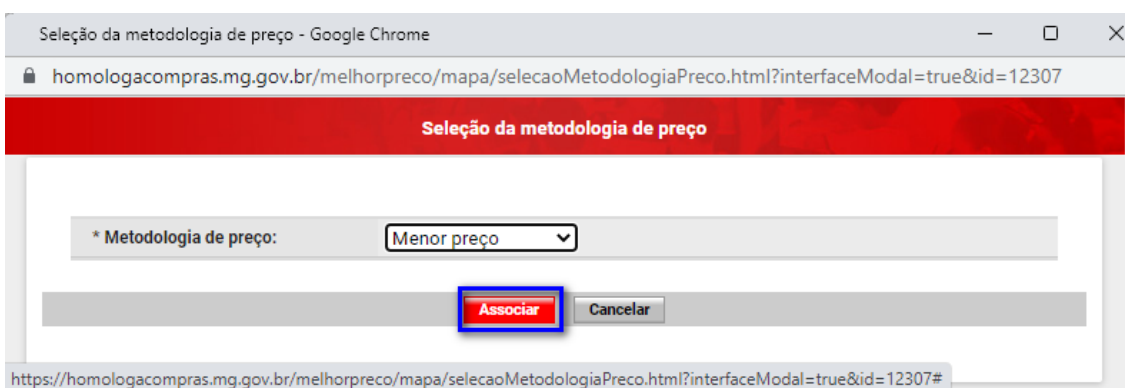 Seleção da metodologia de preço - Google Chrome
homologacompras.mg.gov.br/melhorpreco/mapa/selecaoMetodologiaPreco.html?interfaceModal=true&id=12307
Seleção da metodologia de preço
* Metodologia de preço: Menor preço
Associar Cancelar
https://homologacompras.mg.gov.br/melhorpreco/mapa/selecaoMetodologiaPreco.html?interfaceModal=true&id=12307#